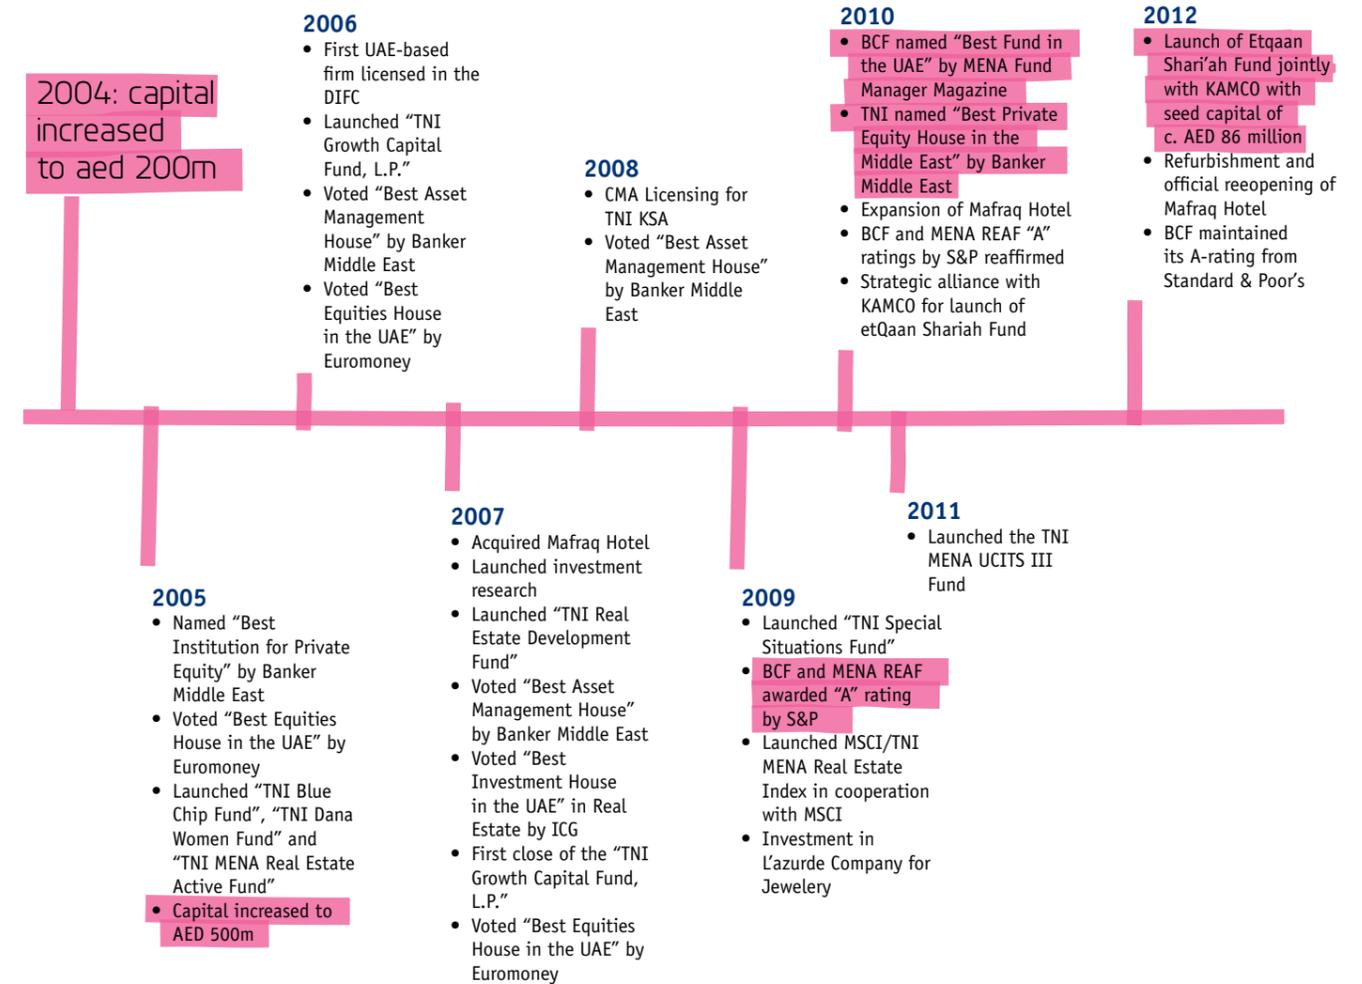 2004: capital
increased
to aed 200m
2006
• First UAE-based
firm licensed in the
DIFC
• Launched “TNI
Growth Capital
Fund, L.P.”
• Voted “Best Asset
Management
House” by Banker
Middle East
• Voted “Best
Equities House
in the UAE” by
Euromoney
2008
• CMA Licensing for
TNI KSA
• Voted “Best Asset
Management House”
by Banker Middle
East
2010
• BCF named “Best Fund in
the UAE” by MENA Fund
Manager Magazine
• TNI named “Best Private
Equity House in the
Middle East” by Banker
Middle East
• Expansion of Mafraq Hotel
• BCF and MENA REAF “A”
ratings by S&P reaffirmed
• Strategic alliance with
KAMCO for launch of
etQaan Shariah Fund
2012
• Launch of Etqaan
Shari’ah Fund jointly
with KAMCO with
seed capital of
c. AED 86 million
• Refurbishment and
official reeopening of
Mafraq Hotel
• BCF maintained
its A-rating from
Standard & Poor’s
2005
• Named “Best
Institution for Private
Equity” by Banker
Middle East
• Voted “Best Equities
House in the UAE” by
Euromoney
• Launched “TNI Blue
Chip Fund”, “TNI Dana
Women Fund” and
“TNI MENA Real Estate
Active Fund”
• Capital increased to
AED 500m
2007
• Acquired Mafraq Hotel
• Launched investment
research
• Launched “TNI Real
Estate Development
Fund”
• Voted “Best Asset
Management House”
by Banker Middle East
• Voted “Best
Investment House
in the UAE” in Real
Estate by ICG
• First close of the “TNI
Growth Capital Fund,
L.P.”
• Voted “Best Equities
House in the UAE” by
Euromoney
2009
• Launched “TNI Special
Situations Fund”
• BCF and MENA REAF
awarded “A” rating
by S&P
• Launched MSCI/TNI
MENA Real Estate
Index in cooperation
with MSCI
• Investment in
L’azurde Company for
Jewelery
2011
• Launched the TNI
MENA UCITS III
Fund